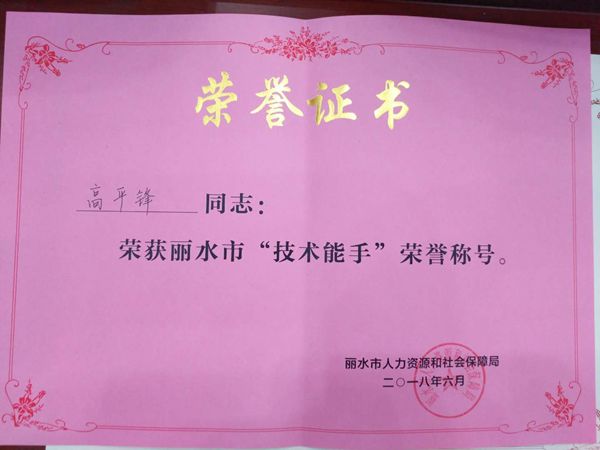 荣誉证书
高平锋 同志：
荣获丽水市“技术能手”荣誉称号。
丽水市人力资源和社会保障局
二〇一八年六月